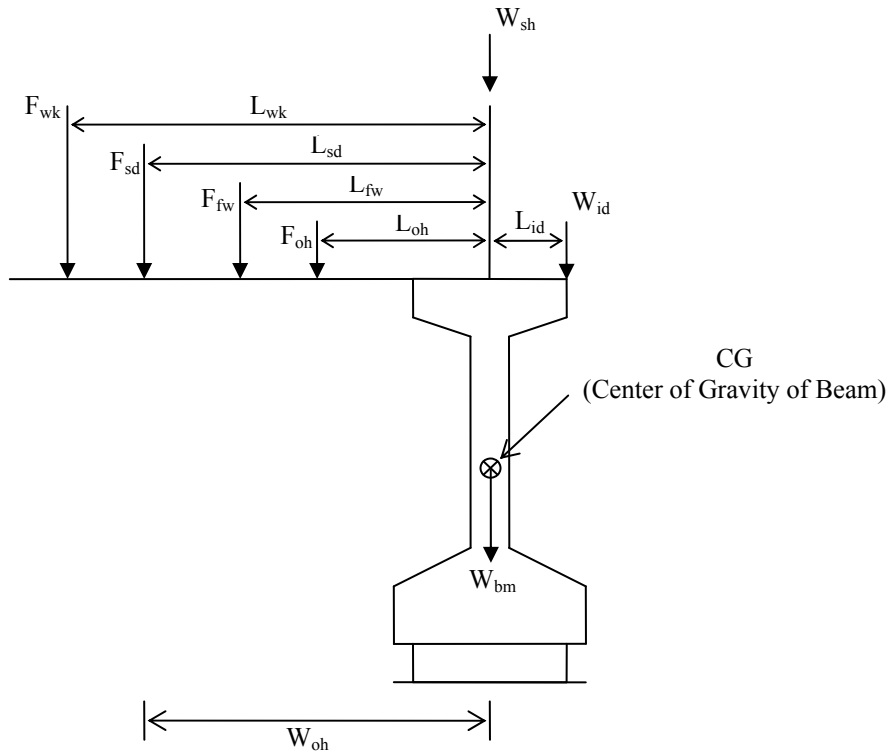 W_sh
F_wk
L_wk
F_sd
L_sd
F_fw
L_fw
W_id
F_oh
L_oh
L_id
CG
(Center of Gravity of Beam)
W_bm
W_oh